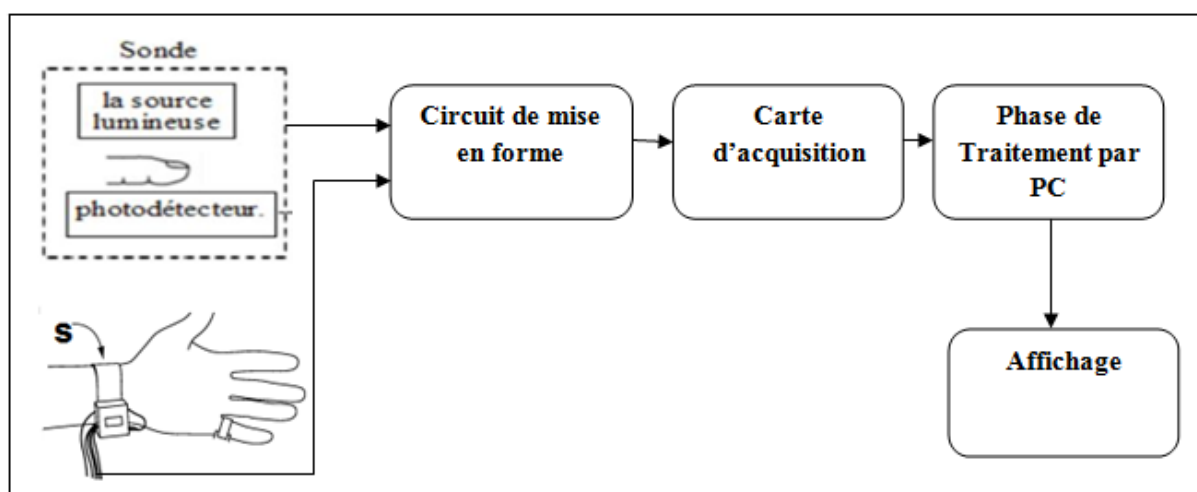 Sonde
la source
lumineuse
photodétecteur.
Circuit de mise
en forme
Carte
d’acquisition
Phase de
Traitement par
PC
S
Affichage